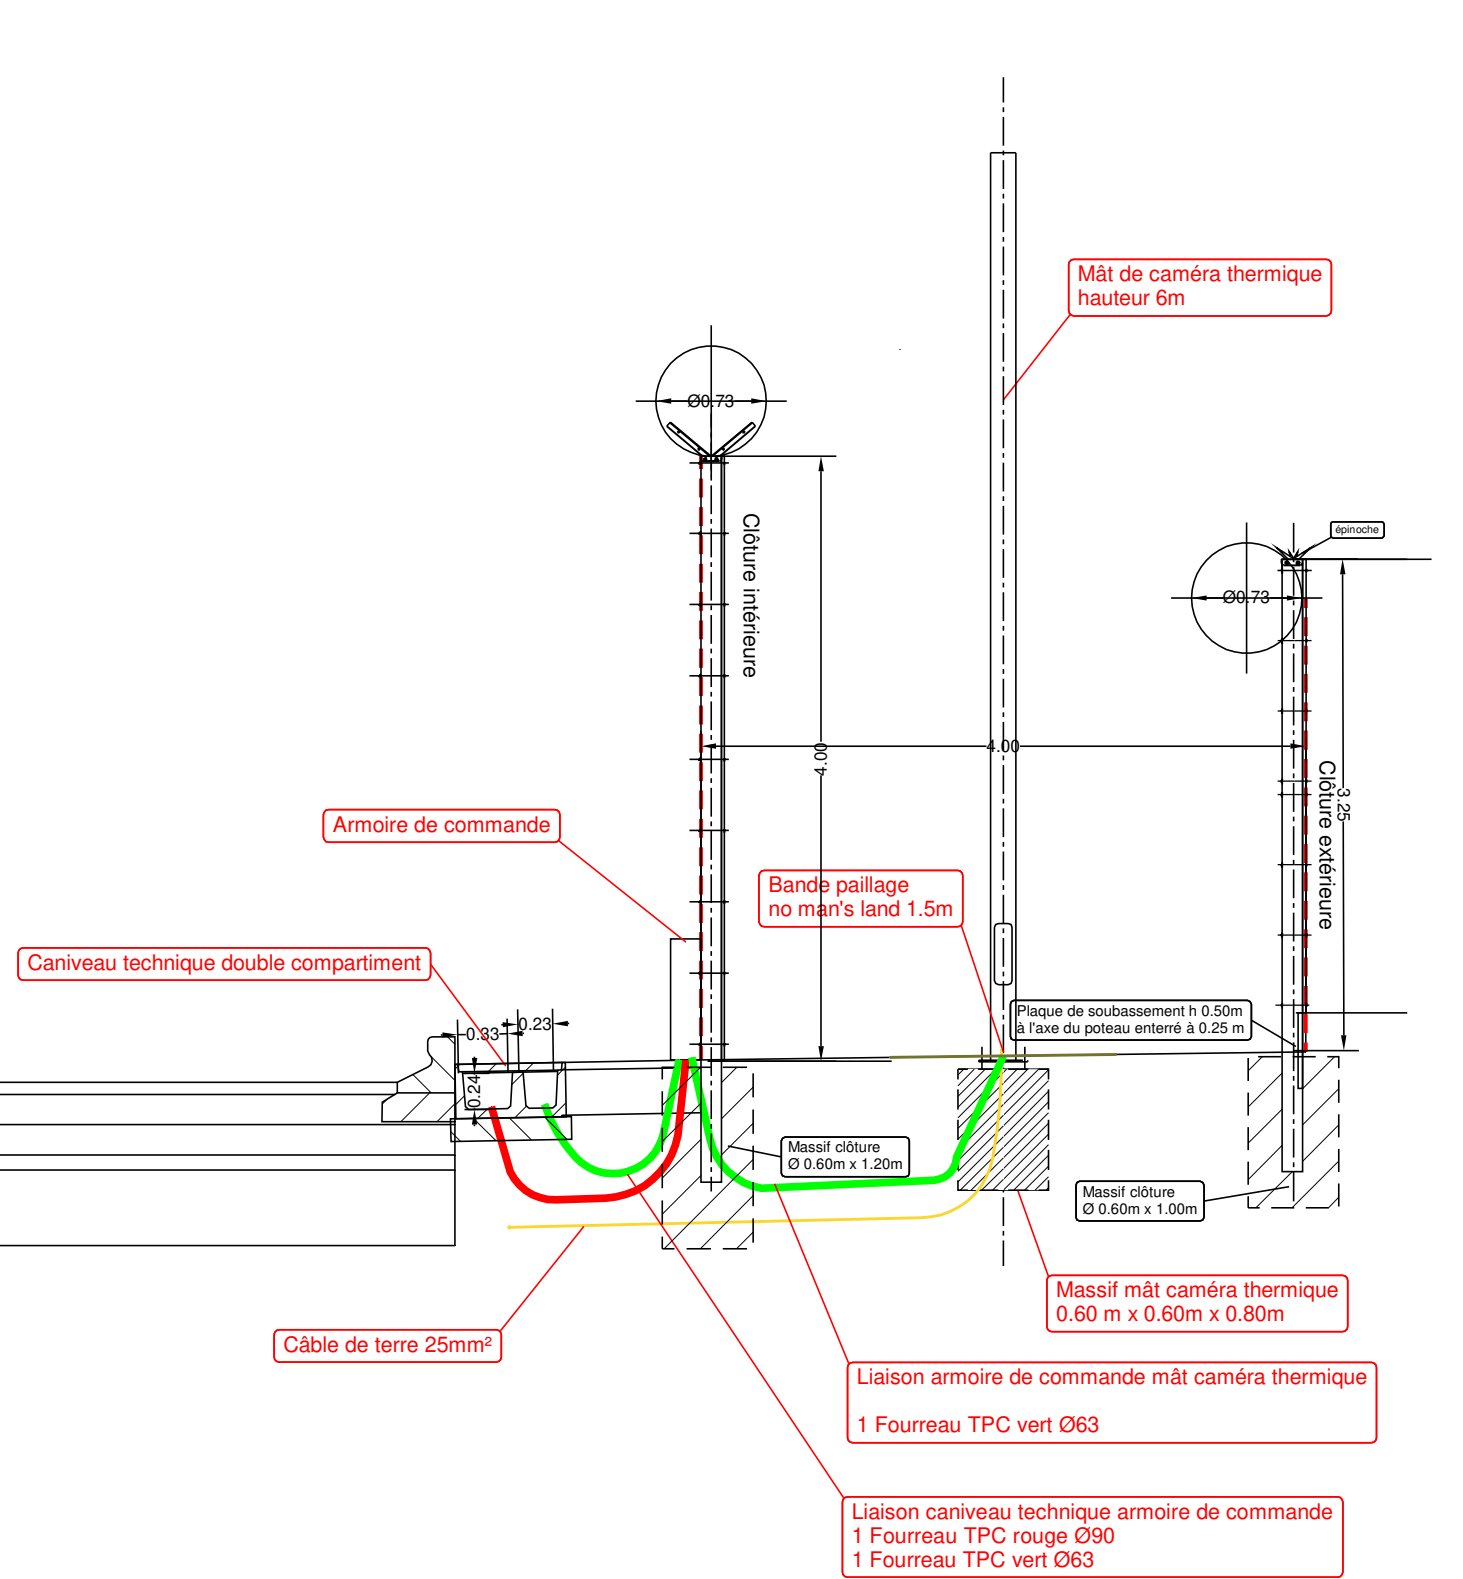 Mât de caméra thermique
hauteur 6m
Ø0.73
épinoche
Clôture intérieure
Ø0.73
4.00
4.00
3.25
Clôture extérieure
Armoire de commande
Bande paillage
no man's land 1.5m
Caniveau technique double compartiment
Plaque de soubassement h 0.50m
à l'axe du poteau enterré à 0.25 m
0.33
0.23
0.24
Massif clôture
Ø 0.60m x 1.20m
Massif clôture
Ø 0.60m x 1.00m
Massif mât caméra thermique
0.60 m x 0.60m x 0.80m
Câble de terre 25mm²
Liaison armoire de commande mât caméra thermique
1 Fourreau TPC vert Ø63
Liaison caniveau technique armoire de commande
1 Fourreau TPC rouge Ø90
1 Fourreau TPC vert Ø63